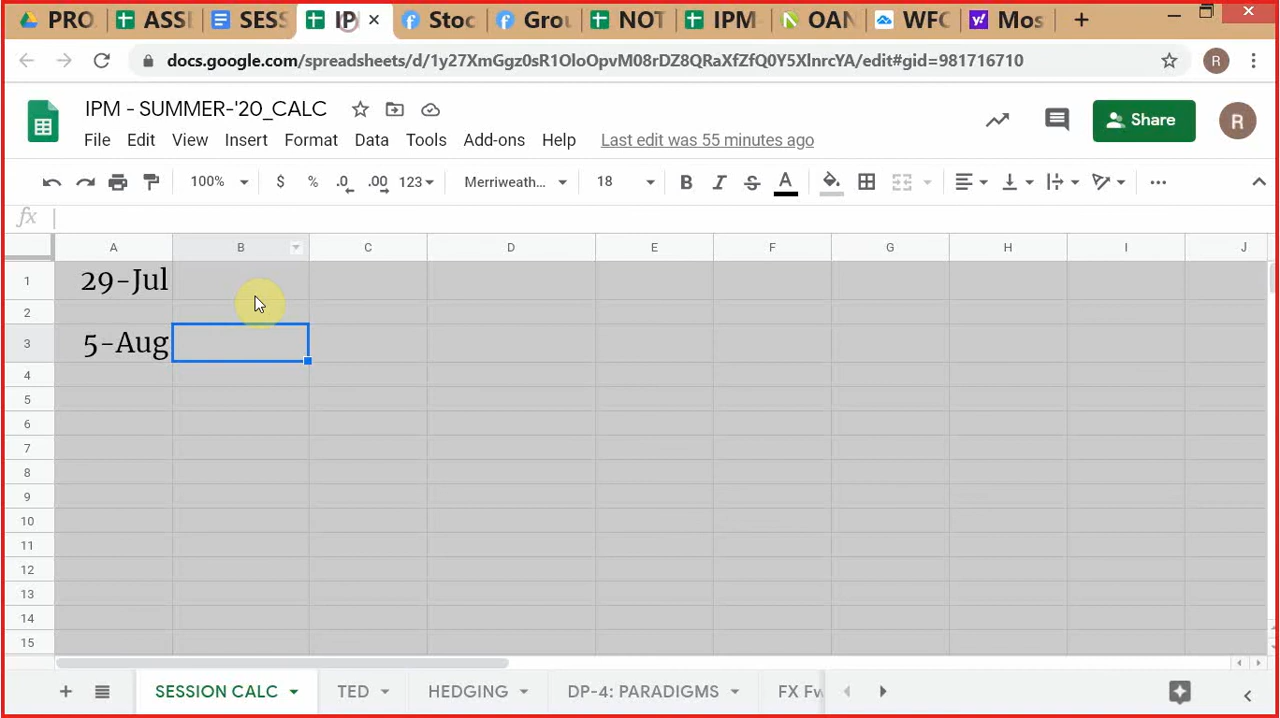 PRO ASSI SESS IPM Stoc Grou NOT IPM- OAN WFC Mos
docs.google.com/spreadsheets/d/1y27XmGgz0sR1OloOpvM08rDZ8QRaXfZfQ0Y5XlnrcYA/edit#gid=981716710 R
IPM - SUMMER-'20_CALC
Share R
File Edit View Insert Format Data Tools Add-ons Help Last edit was 55 minutes ago
100% $ % .0 .00 123 Merriweath... 18 B I S A
fx
A B C D E F G H I J
1 29-Jul
2
3 5-Aug
4
5
6
7
8
9
10
11
12
13
14
15
SESSION CALC TED HEDGING DP-4: PARADIGMS FX Fw